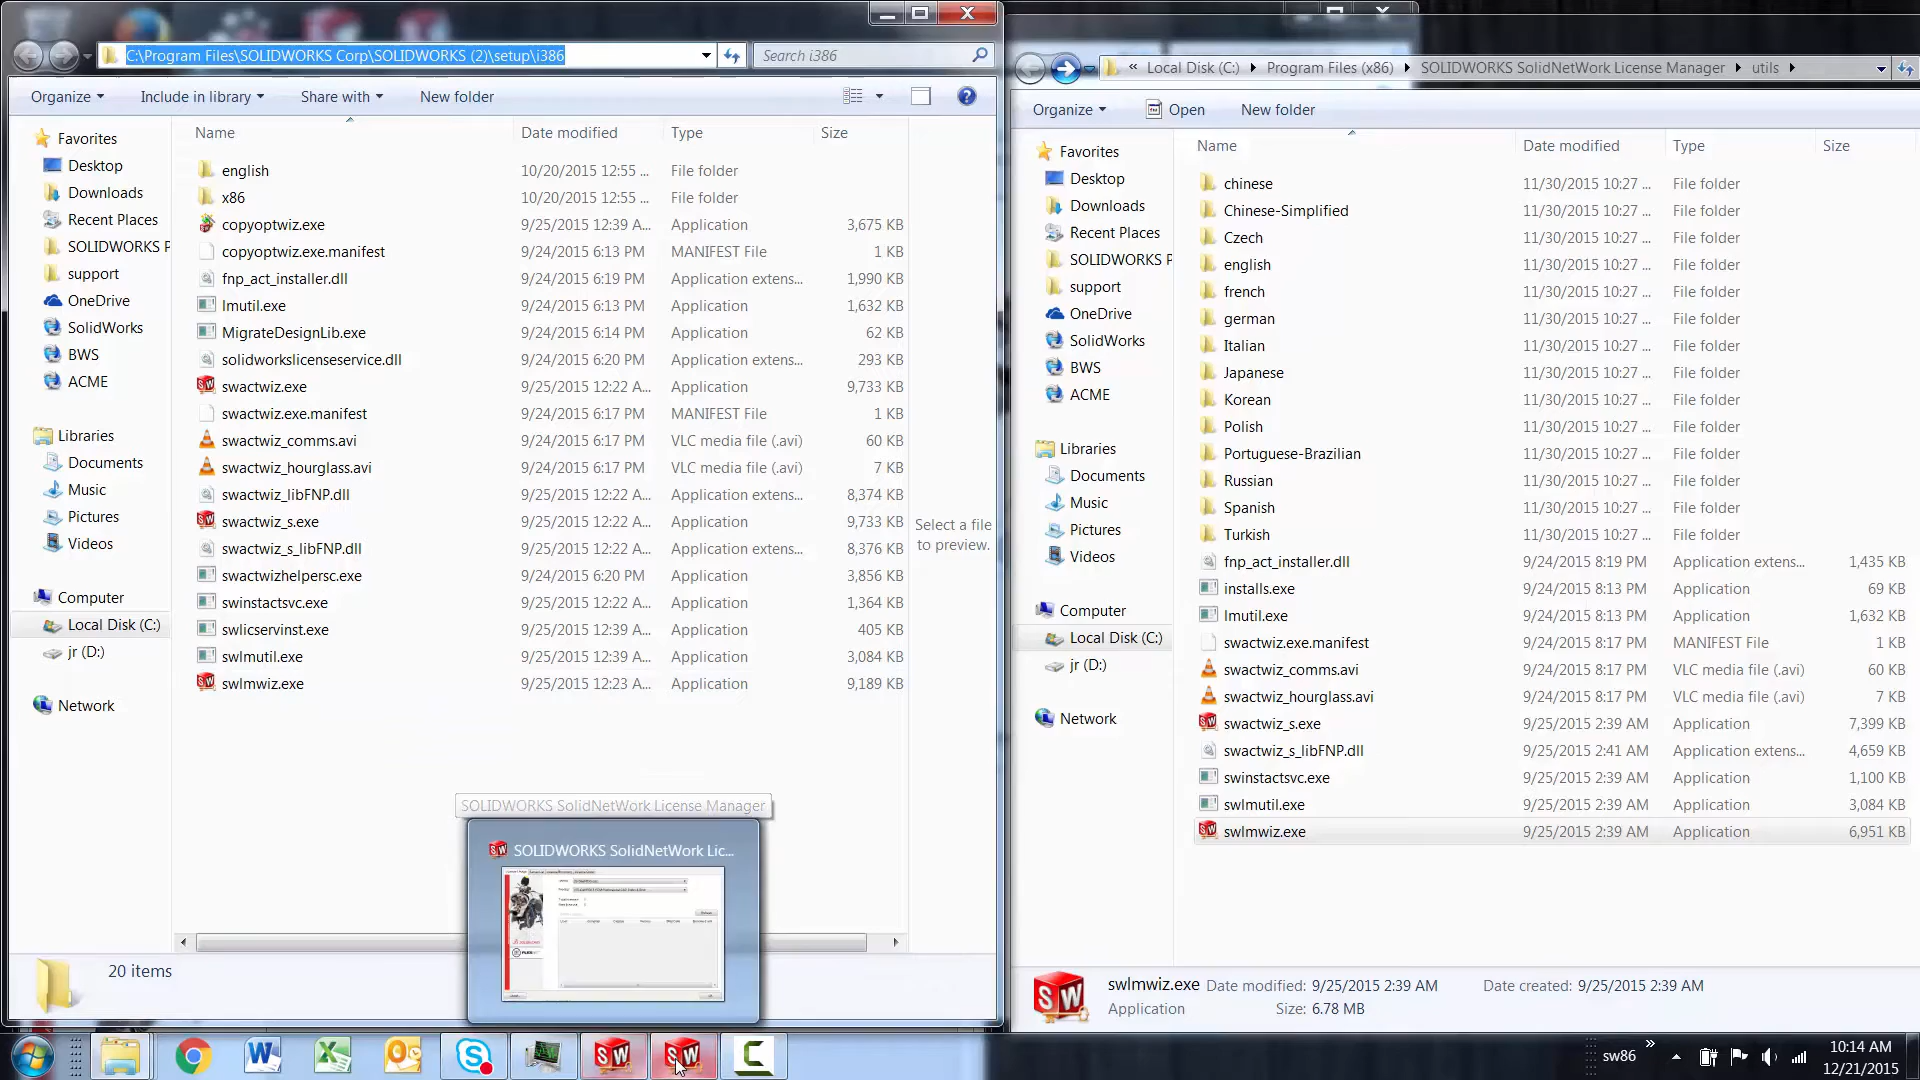 C:\Program Files\SOLIDWORKS Corp\SOLIDWORKS (2)\setup\i386
Search i386
Organize
Include in library
Share with
New folder
Name
Date modified
Type
Size
Favorites
Desktop
Downloads
Recent Places
SOLIDWORKS P
support
OneDrive
SolidWorks
BWS
ACME
Libraries
Documents
Music
Pictures
Videos
Computer
Local Disk (C:)
jr (D:)
Network
english 10/20/2015 12:55 ... File folder
x86 10/20/2015 12:55 ... File folder
copyoptwiz.exe 9/25/2015 12:39 A... Application 3,675 KB
copyoptwiz.exe.manifest 9/24/2015 6:13 PM MANIFEST File 1 KB
fnp_act_installer.dll 9/24/2015 6:19 PM Application extens... 1,990 KB
lmutil.exe 9/24/2015 6:13 PM Application 1,632 KB
MigrateDesignLib.exe 9/24/2015 6:14 PM Application 62 KB
solidworkslicenseservice.dll 9/24/2015 6:20 PM Application extens... 293 KB
swactwiz.exe 9/25/2015 12:22 A... Application 9,733 KB
swactwiz.exe.manifest 9/24/2015 6:17 PM MANIFEST File 1 KB
swactwiz_comms.avi 9/24/2015 6:17 PM VLC media file (.avi) 60 KB
swactwiz_hourglass.avi 9/24/2015 6:17 PM VLC media file (.avi) 7 KB
swactwiz_libFNP.dll 9/25/2015 12:22 A... Application extens... 8,374 KB
swactwiz_s.exe 9/25/2015 12:22 A... Application 9,733 KB
swactwiz_s_libFNP.dll 9/25/2015 12:22 A... Application extens... 8,376 KB
swactwizhelpersc.exe 9/24/2015 6:20 PM Application 3,856 KB
swinstactsvc.exe 9/25/2015 12:22 A... Application 1,364 KB
swlicservinst.exe 9/25/2015 12:39 A... Application 405 KB
swlmutil.exe 9/25/2015 12:39 A... Application 3,084 KB
swlmwiz.exe 9/25/2015 12:23 A... Application 9,189 KB
Select a file
to preview.
SOLIDWORKS SolidNetWork License Manager
SOLIDWORKS SolidNetWork Lic...
20 items
« Local Disk (C:) Program Files (x86) SOLIDWORKS SolidNetWork License Manager utils
Organize
Open
New folder
Name
Date modified
Type
Size
Favorites
Desktop
Downloads
Recent Places
SOLIDWORKS P
support
OneDrive
SolidWorks
BWS
ACME
Libraries
Documents
Music
Pictures
Videos
Computer
Local Disk (C:)
jr (D:)
Network
chinese 11/30/2015 10:27 ... File folder
Chinese-Simplified 11/30/2015 10:27 ... File folder
Czech 11/30/2015 10:27 ... File folder
english 11/30/2015 10:27 ... File folder
french 11/30/2015 10:27 ... File folder
german 11/30/2015 10:27 ... File folder
Italian 11/30/2015 10:27 ... File folder
Japanese 11/30/2015 10:27 ... File folder
Korean 11/30/2015 10:27 ... File folder
Polish 11/30/2015 10:27 ... File folder
Portuguese-Brazilian 11/30/2015 10:27 ... File folder
Russian 11/30/2015 10:27 ... File folder
Spanish 11/30/2015 10:27 ... File folder
Turkish 11/30/2015 10:27 ... File folder
fnp_act_installer.dll 9/24/2015 8:19 PM Application extens... 1,435 KB
installs.exe 9/24/2015 8:13 PM Application 69 KB
lmutil.exe 9/24/2015 8:13 PM Application 1,632 KB
swactwiz.exe.manifest 9/24/2015 8:17 PM MANIFEST File 1 KB
swactwiz_comms.avi 9/24/2015 8:17 PM VLC media file (.avi) 60 KB
swactwiz_hourglass.avi 9/24/2015 8:17 PM VLC media file (.avi) 7 KB
swactwiz_s.exe 9/25/2015 2:39 AM Application 7,399 KB
swactwiz_s_libFNP.dll 9/25/2015 2:41 AM Application extens... 4,659 KB
swinstactsvc.exe 9/25/2015 2:39 AM Application 1,100 KB
swlmutil.exe 9/25/2015 2:39 AM Application 3,084 KB
swlmwiz.exe 9/25/2015 2:39 AM Application 6,951 KB
swlmwiz.exe Date modified: 9/25/2015 2:39 AM Date created: 9/25/2015 2:39 AM
Application Size: 6.78 MB
sw86
10:14 AM
12/21/2015